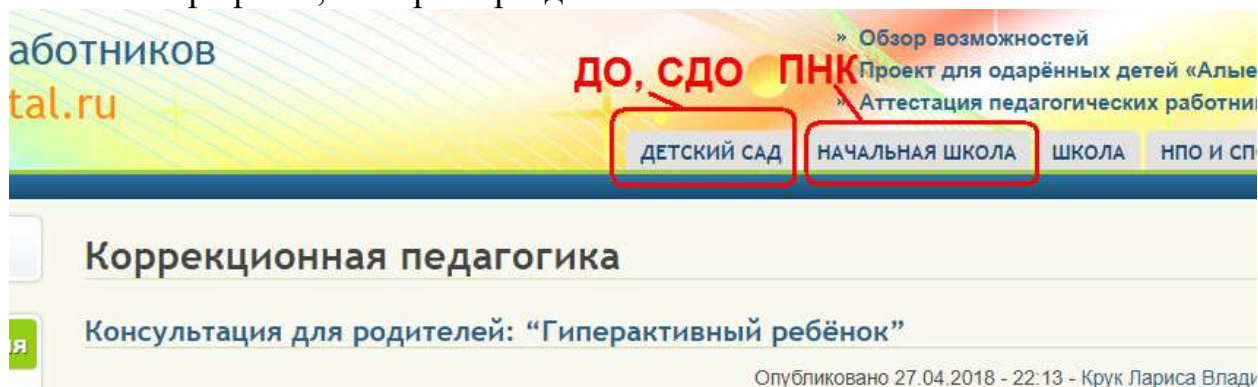 аботников
tal.ru
» Обзор возможностей
Проект для одарённых детей «Алые
» Аттестация педагогических работни
ДО, СДО ПНК
ДЕТСКИЙ САД НАЧАЛЬНАЯ ШКОЛА ШКОЛА НПО И СП
Коррекционная педагогика
Консультация для родителей: “Гиперактивный ребёнок”
ия
Опубликовано 27.04.2018 - 22:13 - Крук Лариса Влади